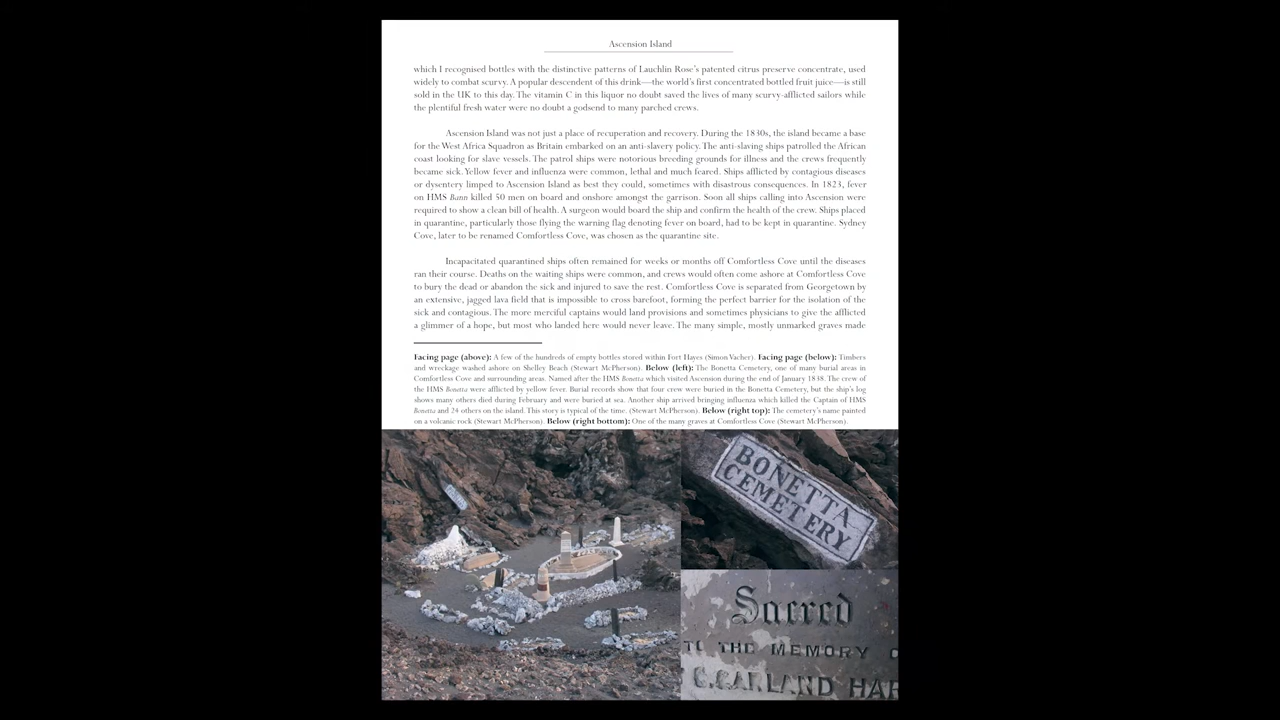 Ascension Island
which I recognised bottles with the distinctive patterns of Lauchlin Rose's patented citrus preserve concentrate, used
widely to combat scurvy. A popular descendent of this drink—the world's first concentrated bottled fruit juice—is still
sold in the UK to this day. The vitamin C in this liquor no doubt saved the lives of many scurvy-afflicted sailors while
the plentiful fresh water were no doubt a godsend to many parched crews.
Ascension Island was not just a place of recuperation and recovery. During the 1830s, the island became a base
for the West Africa Squadron as Britain embarked on an anti-slavery policy. The anti-slaving ships patrolled the African
coast looking for slave vessels. The patrol ships were notorious breeding grounds for illness and the crews frequently
became sick. Yellow fever and influenza were common, lethal and much feared. Ships afflicted by contagious diseases
or dysentery limped to Ascension Island as best they could, sometimes with disastrous consequences. In 1823, fever
on HMS Bann killed 50 men on board and onshore amongst the garrison. Soon all ships calling into Ascension were
required to show a clean bill of health. A surgeon would board the ship and confirm the health of the crew. Ships placed
in quarantine, particularly those flying the warning flag denoting fever on board, had to be kept in quarantine. Sydney
Cove, later to be renamed Comfortless Cove, was chosen as the quarantine site.
Incapacitated quarantined ships often remained for weeks or months off Comfortless Cove until the diseases
ran their course. Deaths on the waiting ships were common, and crews would often come ashore at Comfortless Cove
to bury the dead or abandon the sick and injured to save the rest. Comfortless Cove is separated from Georgetown by
an extensive, jagged lava field that is impossible to cross barefoot, forming the perfect barrier for the isolation of the
sick and contagious. The more merciful captains would land provisions and sometimes physicians to give the afflicted
a glimmer of a hope, but most who landed here would never leave. The many simple, mostly unmarked graves made
Facing page (above): A few of the hundreds of empty bottles stored within Fort Hayes (Simon Vacher). Facing page (below): Timbers
and wreckage washed ashore on Shelley Beach (Stewart McPherson). Below (left): The Bonetta Cemetery, one of many burial areas in
Comfortless Cove and surrounding areas. Named after the HMS Bonetta which visited Ascension during the end of January 1838. The crew of
the HMS Bonetta were afflicted by yellow fever. Burial records show that four crew were buried in the Bonetta Cemetery, but the ship's log
shows many others died during February and were buried at sea. Another ship arrived bringing influenza which killed the Captain of HMS
Bonetta and 24 others on the island. This story is typical of the time. (Stewart McPherson). Below (right top): The cemetery's name painted
on a volcanic rock (Stewart McPherson). Below (right bottom): One of the many graves at Comfortless Cove (Stewart McPherson).
BONETTA
CEMETERY
Sacred
TO THE MEMORY
C. GARLAND HAR